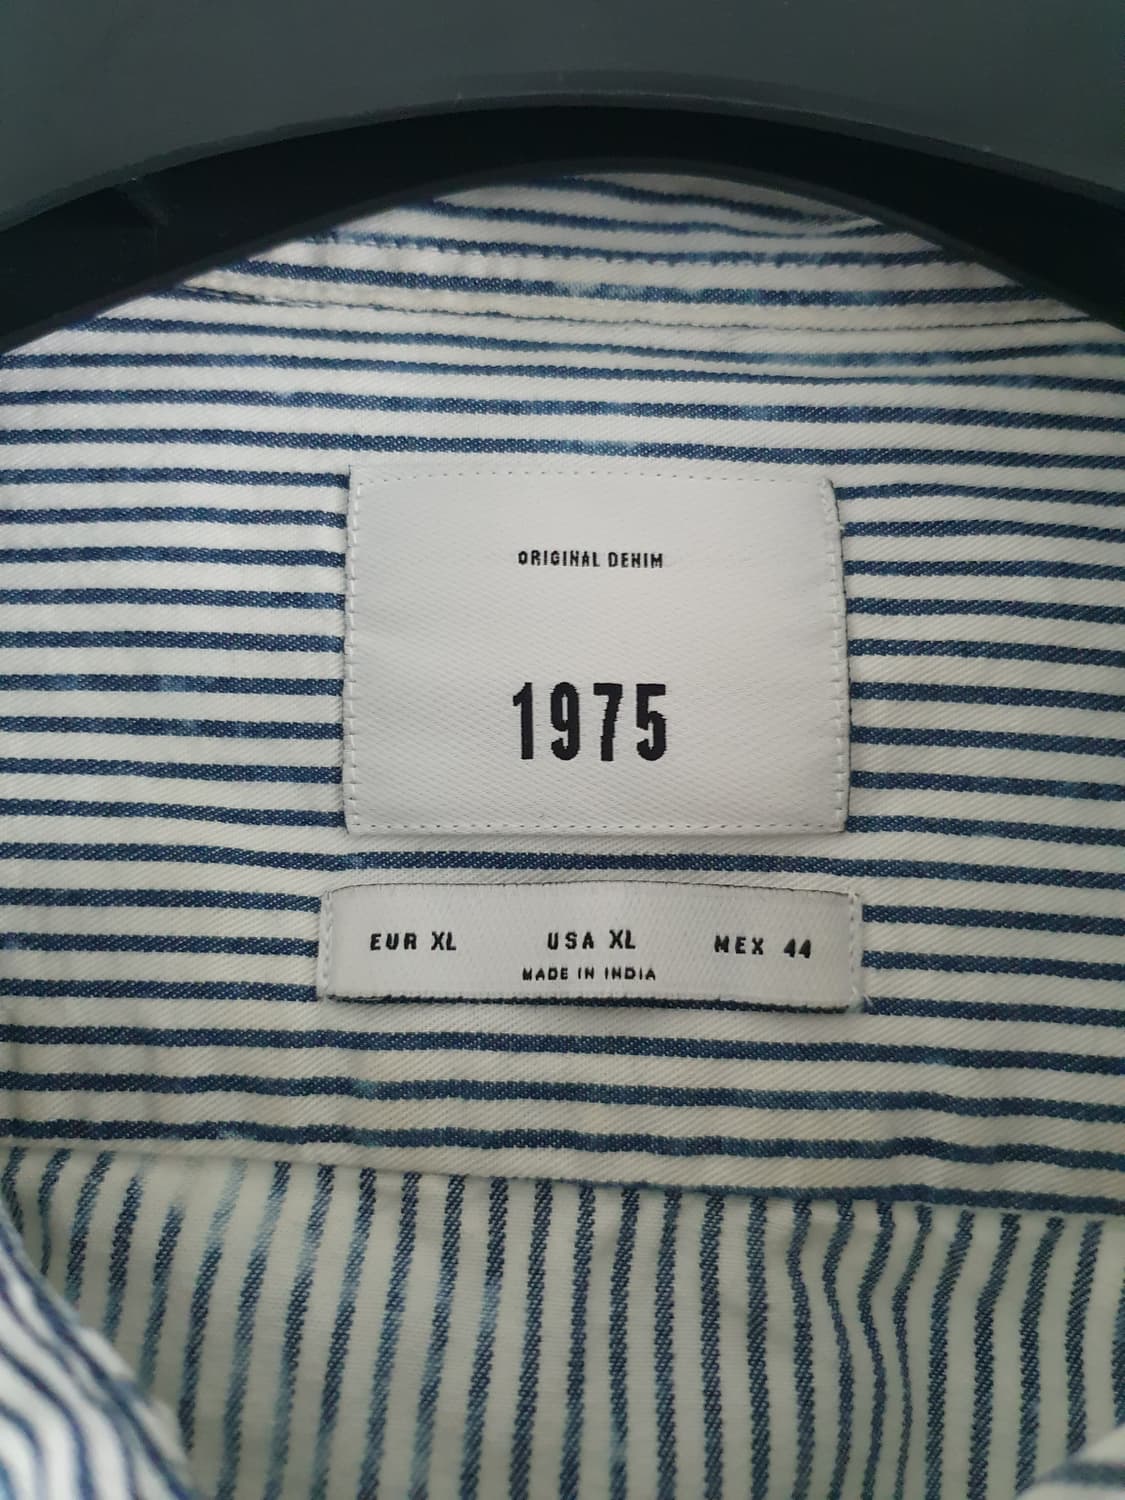 ORIGINAL DENIM
1975
EUR XL USA XL MEX 44
MADE IN INDIA